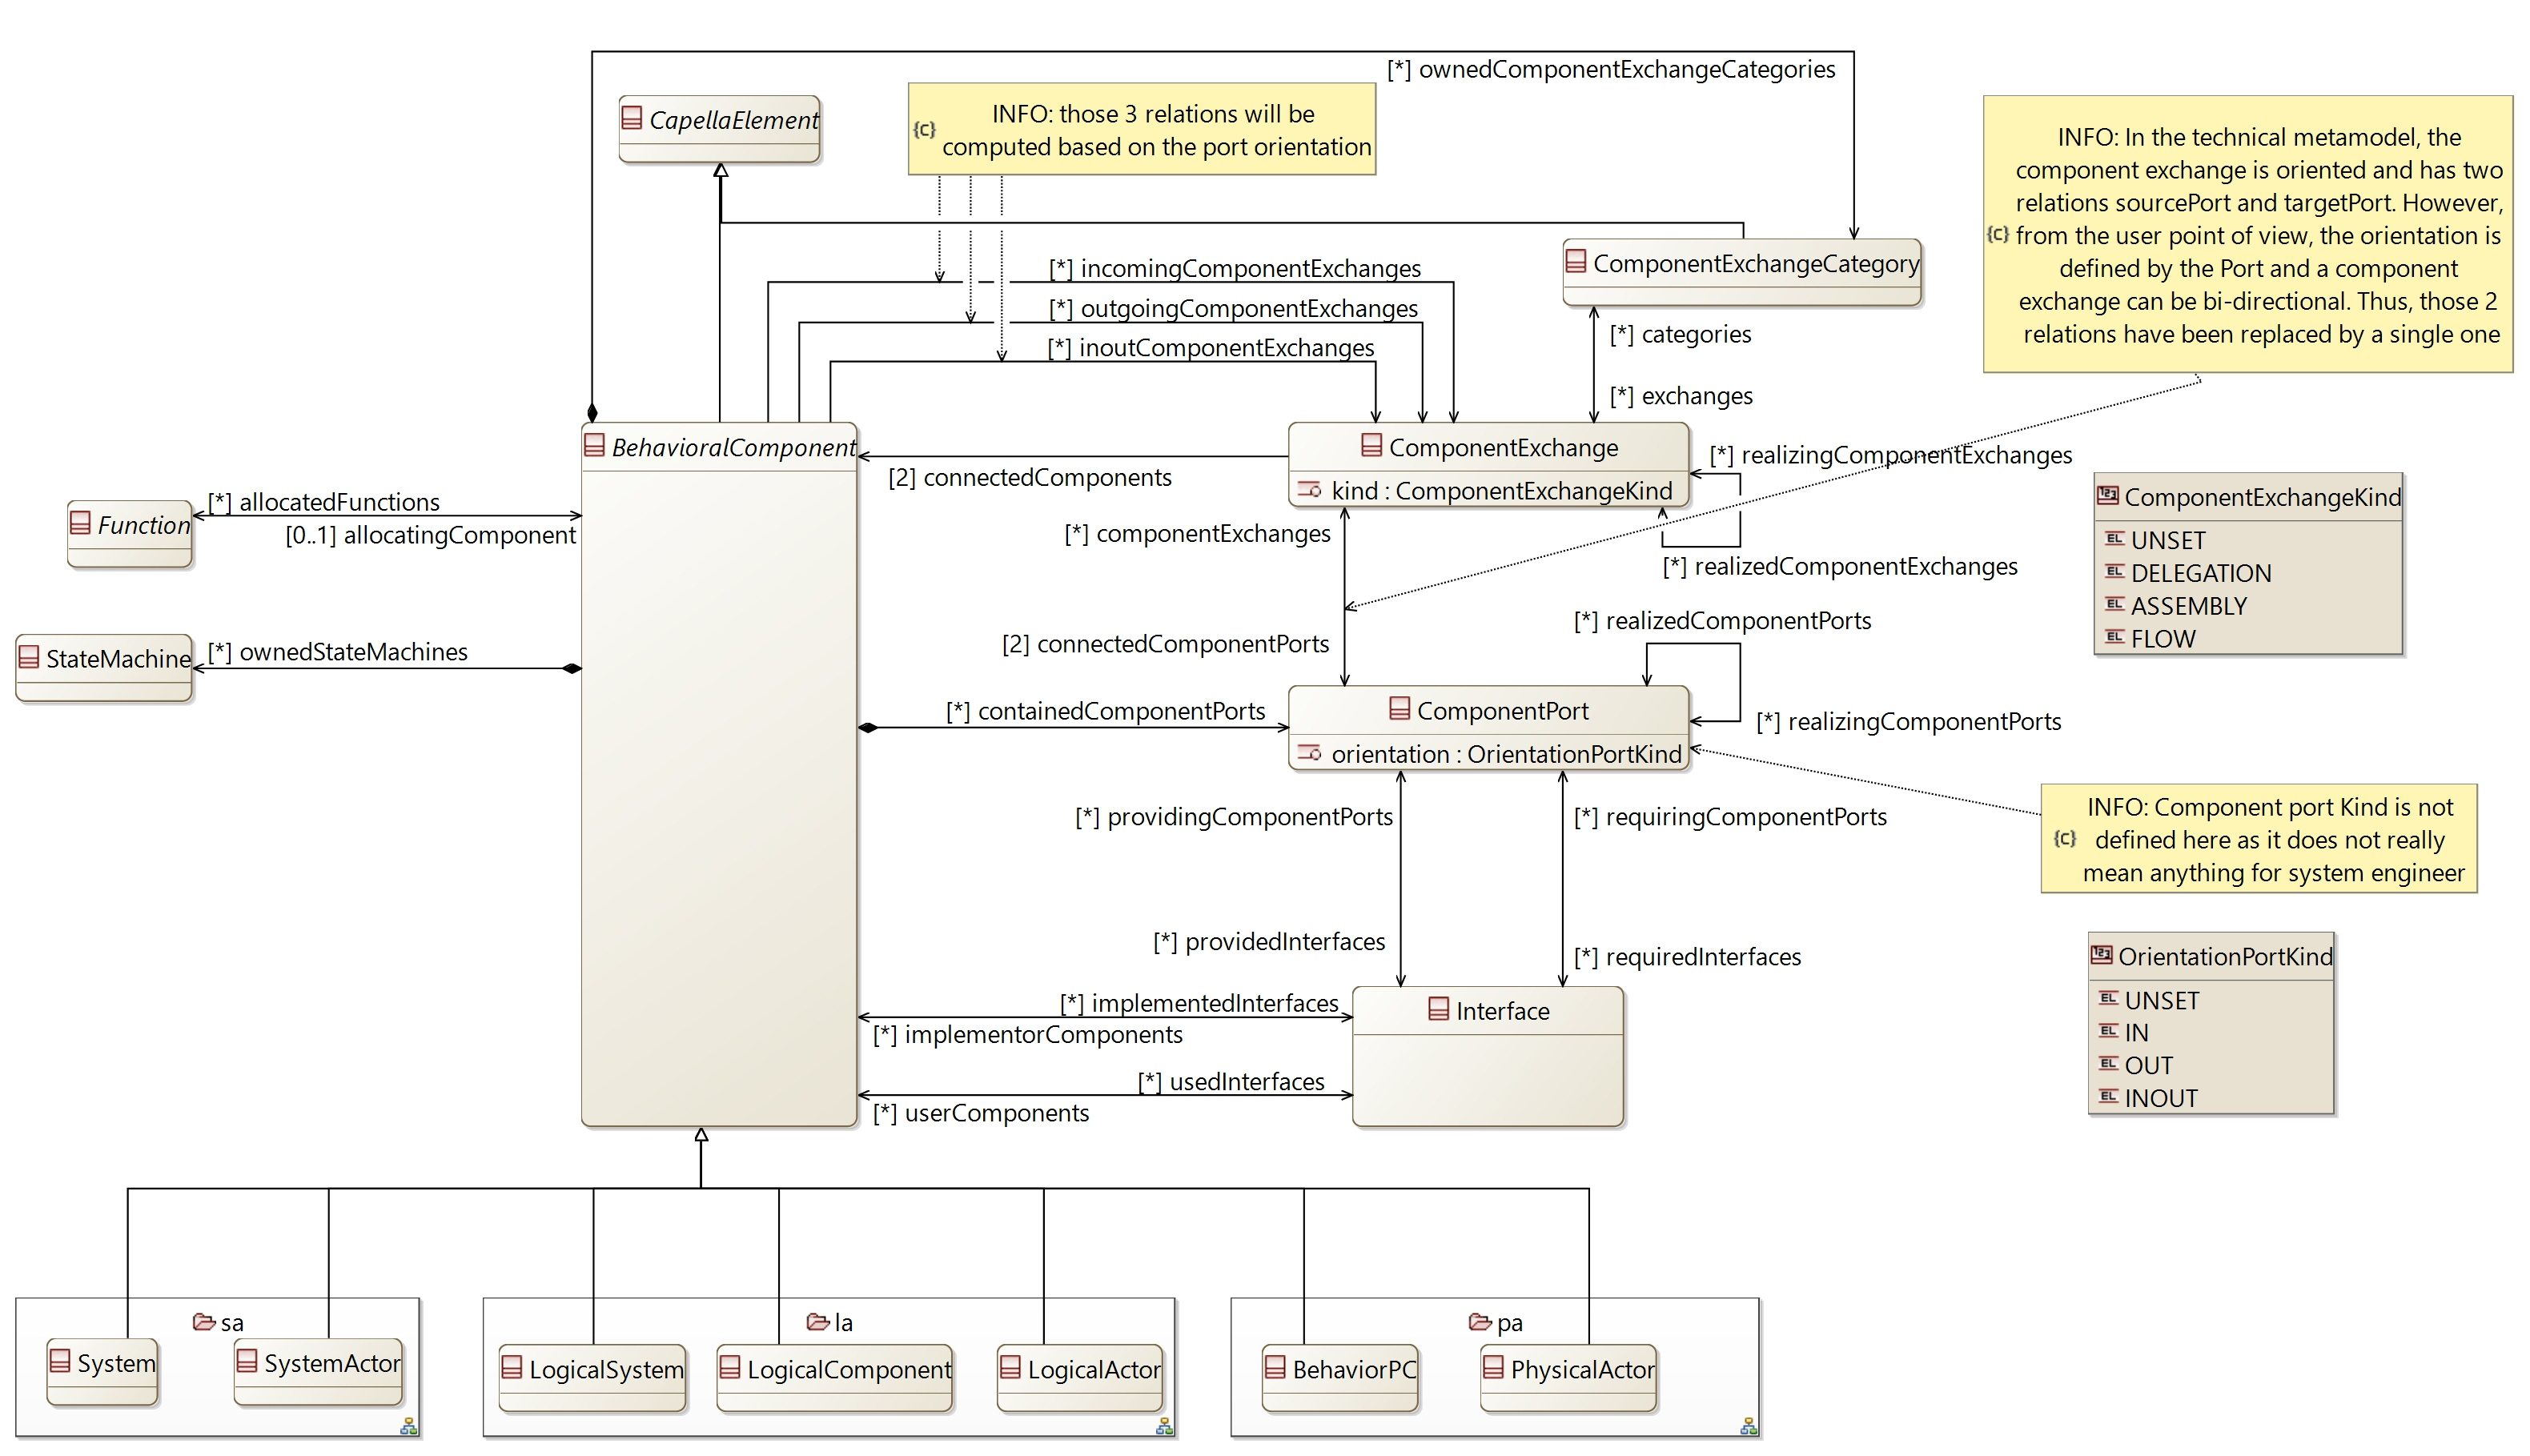 [*] ownedComponentExchangeCategories
CapellaElement
INFO: those 3 relations will be
computed based on the port orientation
INFO: In the technical metamodel, the
component exchange is oriented and has two
relations sourcePort and targetPort. However,
from the user point of view, the orientation is
defined by the Port and a component
exchange can be bi-directional. Thus, those 2
relations have been replaced by a single one
{c}
{c}
ComponentExchangeCategory
[*] incomingComponentExchanges
[*] outgoingComponentExchanges
[*] inoutComponentExchanges
[*] categories
[*] exchanges
BehavioralComponent
ComponentExchange
kind : ComponentExchangeKind
[*] realizingComponentExchanges
[2] connectedComponents
[*] realizedComponentExchanges
ComponentExchangeKind
UNSET
DELEGATION
ASSEMBLY
FLOW
Function
[*] allocatedFunctions
[0..1] allocatingComponent
[*] componentExchanges
[2] connectedComponentPorts
StateMachine
[*] ownedStateMachines
[*] realizedComponentPorts
[*] containedComponentPorts
ComponentPort
orientation : OrientationPortKind
[*] realizingComponentPorts
[*] providingComponentPorts
[*] requiringComponentPorts
INFO: Component port Kind is not
defined here as it does not really
mean anything for system engineer
{c}
[*] providedInterfaces
[*] requiredInterfaces
OrientationPortKind
UNSET
IN
OUT
INOUT
[*] implementedInterfaces
[*] implementorComponents
Interface
[*] usedInterfaces
[*] userComponents
sa
System
SystemActor
la
LogicalSystem
LogicalComponent
LogicalActor
pa
BehaviorPC
PhysicalActor